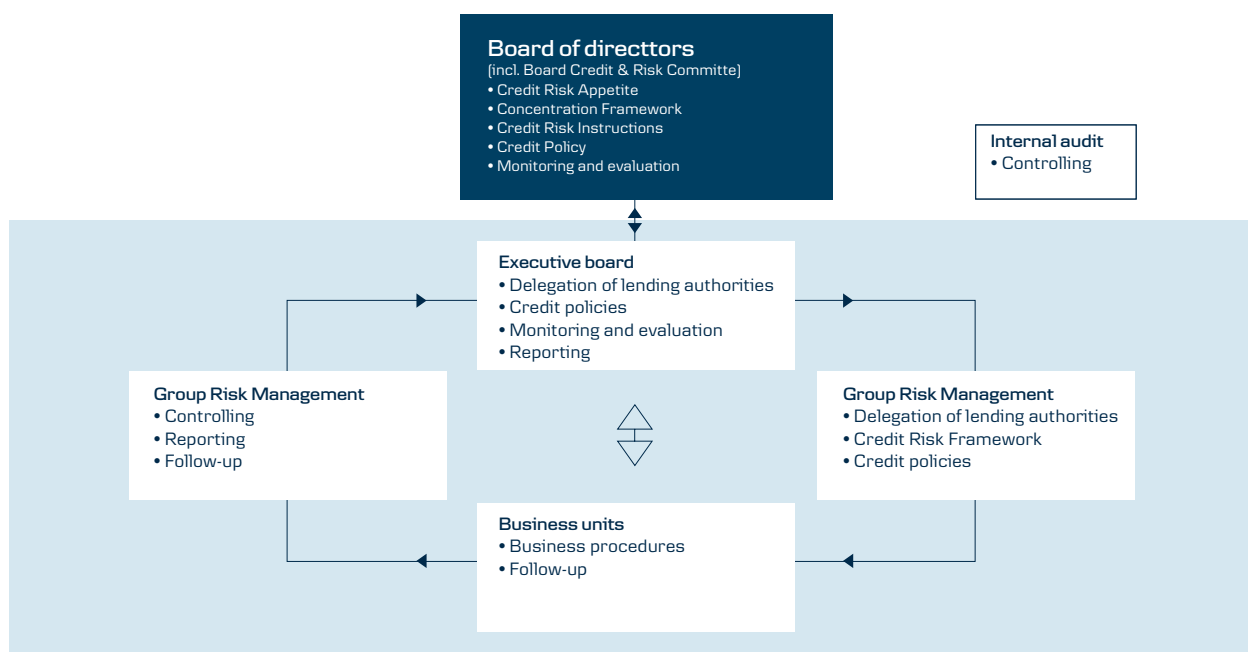 Board of directtors
(incl. Board Credit & Risk Committe)
• Credit Risk Appetite
• Concentration Framework
• Credit Risk Instructions
• Credit Policy
• Monitoring and evaluation
Internal audit
• Controlling
Executive board
• Delegation of lending authorities
• Credit policies
• Monitoring and evaluation
• Reporting
Group Risk Management
• Controlling
• Reporting
• Follow-up
Group Risk Management
• Delegation of lending authorities
• Credit Risk Framework
• Credit policies
Business units
• Business procedures
• Follow-up